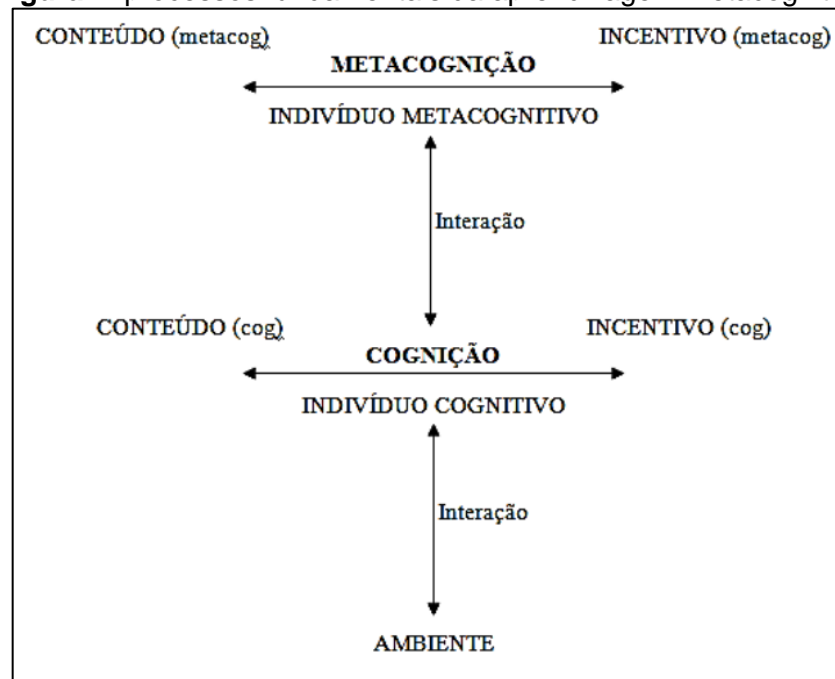 CONTEÚDO (metacog) INCENTIVO (metacog)
METACOGNIÇÃO
INDIVÍDUO METACOGNITIVO
Interação
CONTEÚDO (cog) INCENTIVO (cog)
COGNIÇÃO
INDIVÍDUO COGNITIVO
Interação
AMBIENTE